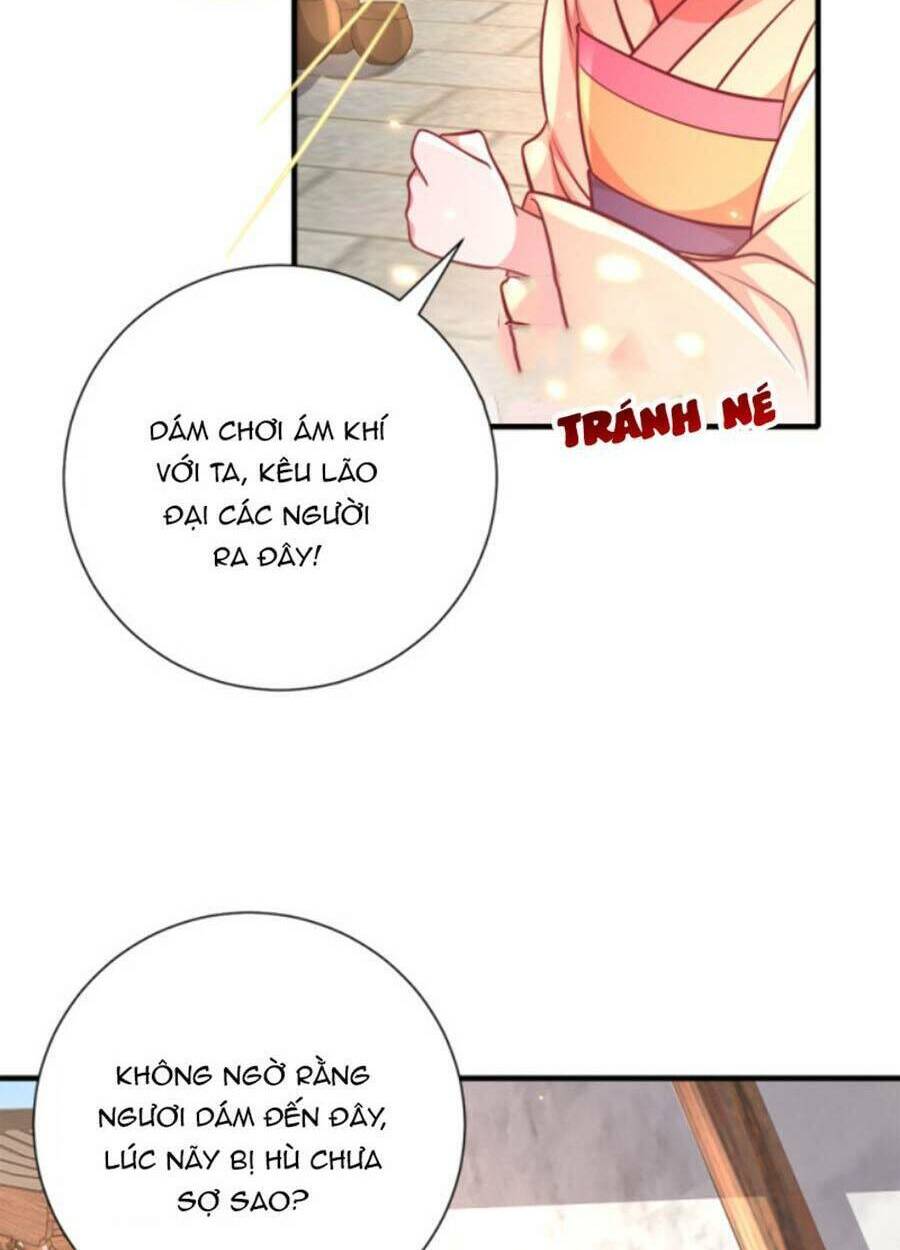 TRÁNH NÉ
DÁM CHƠI ÁM KHÍ
VỚI TA, KÊU LÃO
ĐẠI CÁC NGƯỜI
RA ĐÂY!
KHÔNG NGỜ RẰNG
NGƯƠI DÁM ĐẾN ĐÂY,
LÚC NÃY BỊ HÙ CHƯA
SỢ SAO?